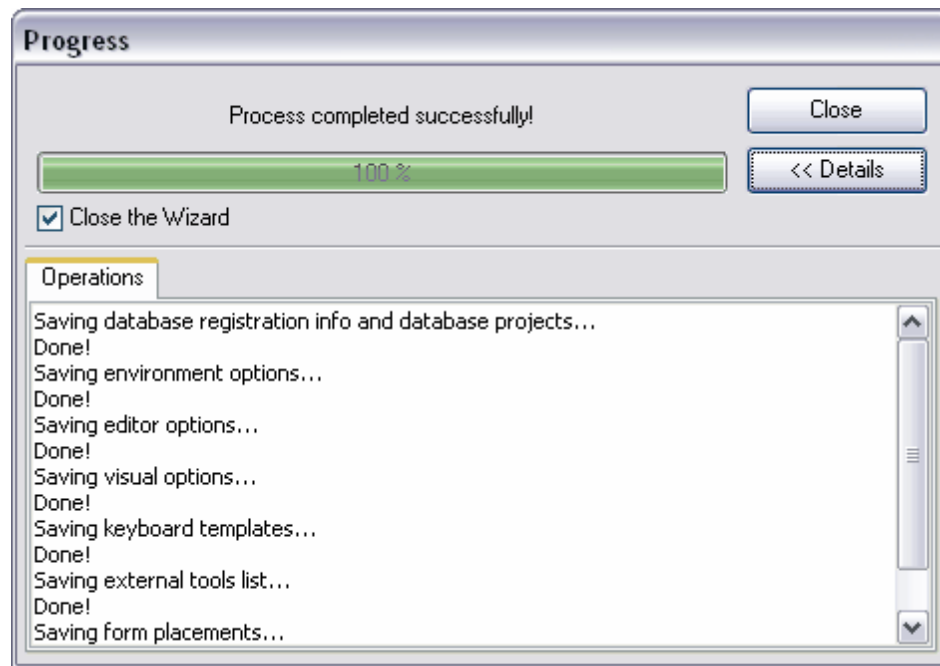 Progress
Process completed successfully!
Close
100 %
<< Details
Close the Wizard
Operations
Saving database registration info and database projects...
Done!
Saving environment options...
Done!
Saving editor options...
Done!
Saving visual options...
Done!
Saving keyboard templates...
Done!
Saving external tools list...
Done!
Saving form placements...